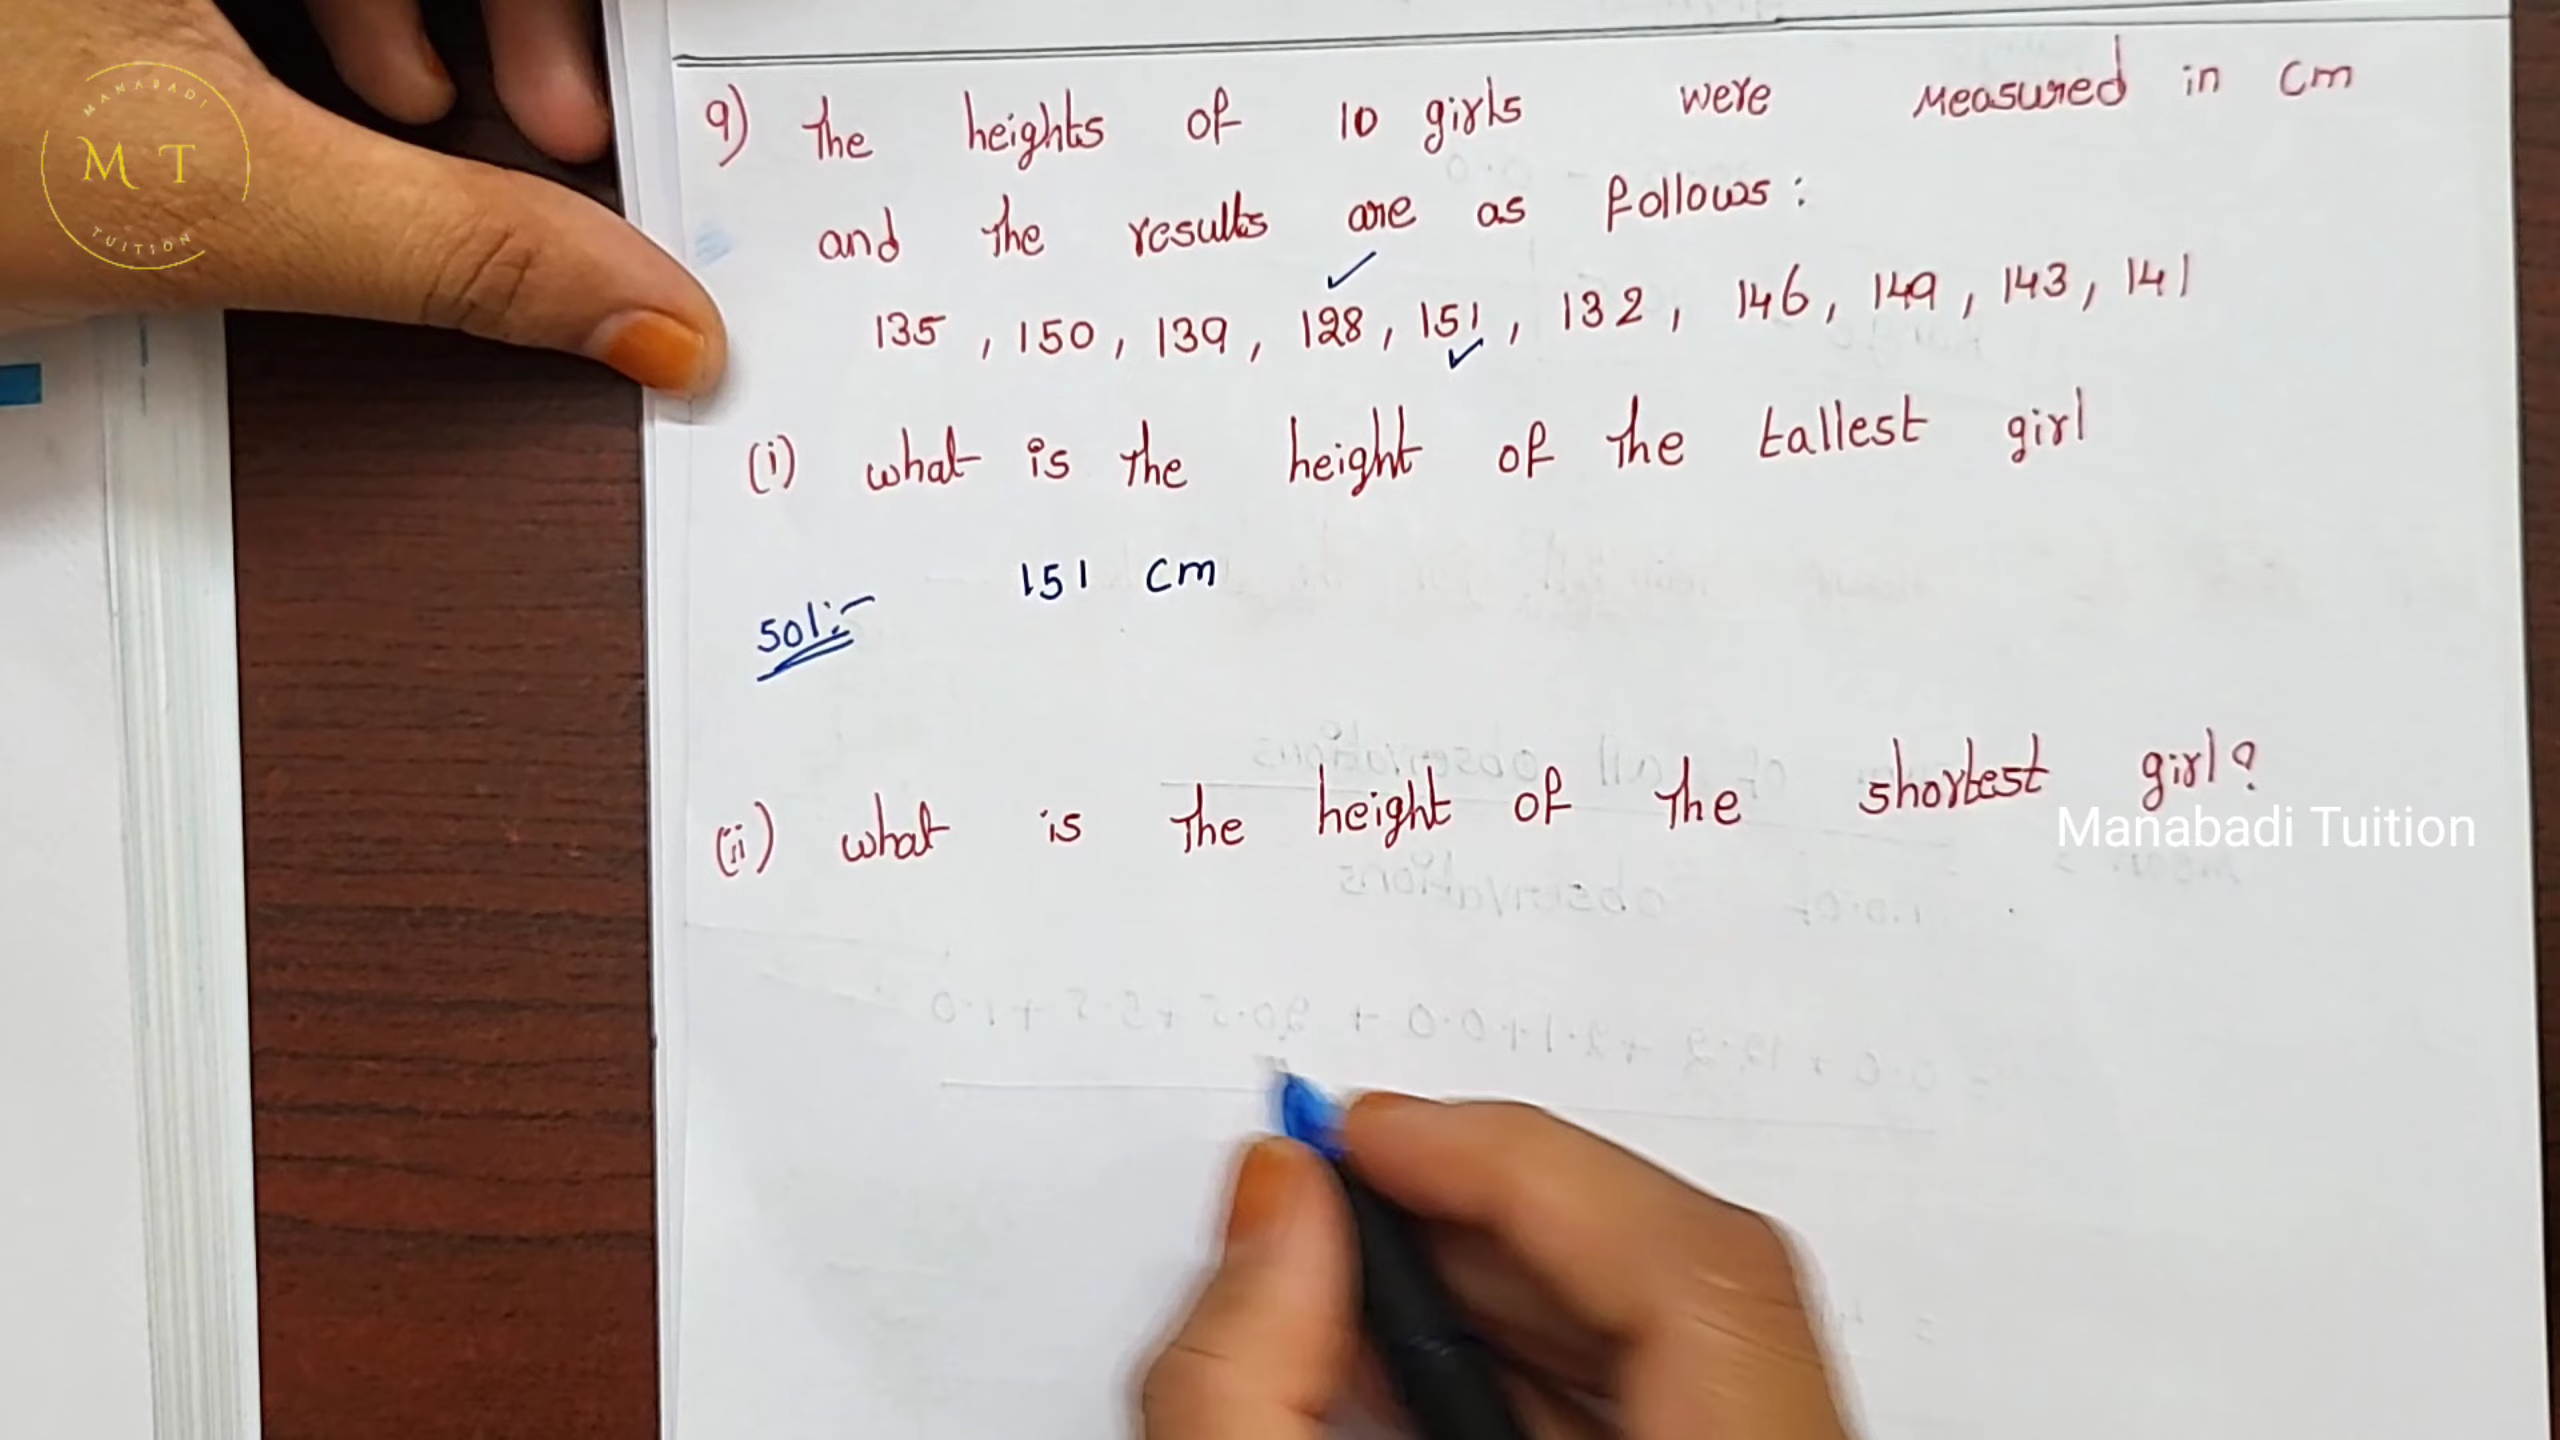 MANABADI
M T
TUITION
9) The heights of 10 girls were Measured in cm
and the results are as follows:
135 , 150 , 139 , 128 , 151 , 132 , 146 , 149 , 143 , 141
(i) what is the height of the tallest girl
Sol:- 151 cm
(ii) what is the height of the shortest girl?
Manabadi Tuition